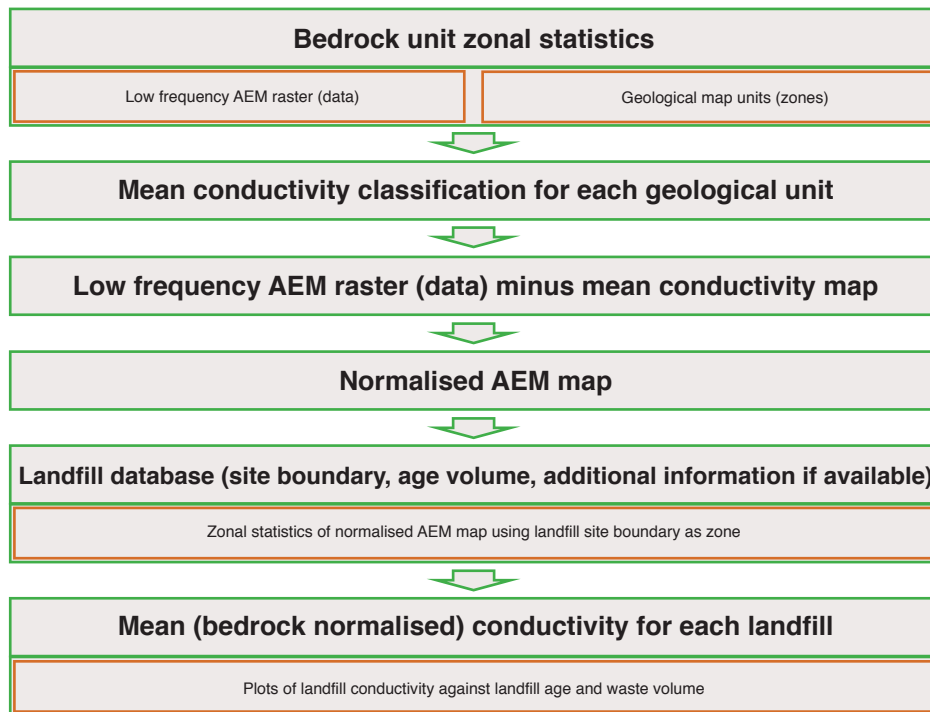 Bedrock unit zonal statistics
Low frequency AEM raster (data)
Geological map units (zones)
Mean conductivity classification for each geological unit
Low frequency AEM raster (data) minus mean conductivity map
Normalised AEM map
Landfill database (site boundary, age volume, additional information if available)
Zonal statistics of normalised AEM map using landfill site boundary as zone
Mean (bedrock normalised) conductivity for each landfill
Plots of landfill conductivity against landfill age and waste volume